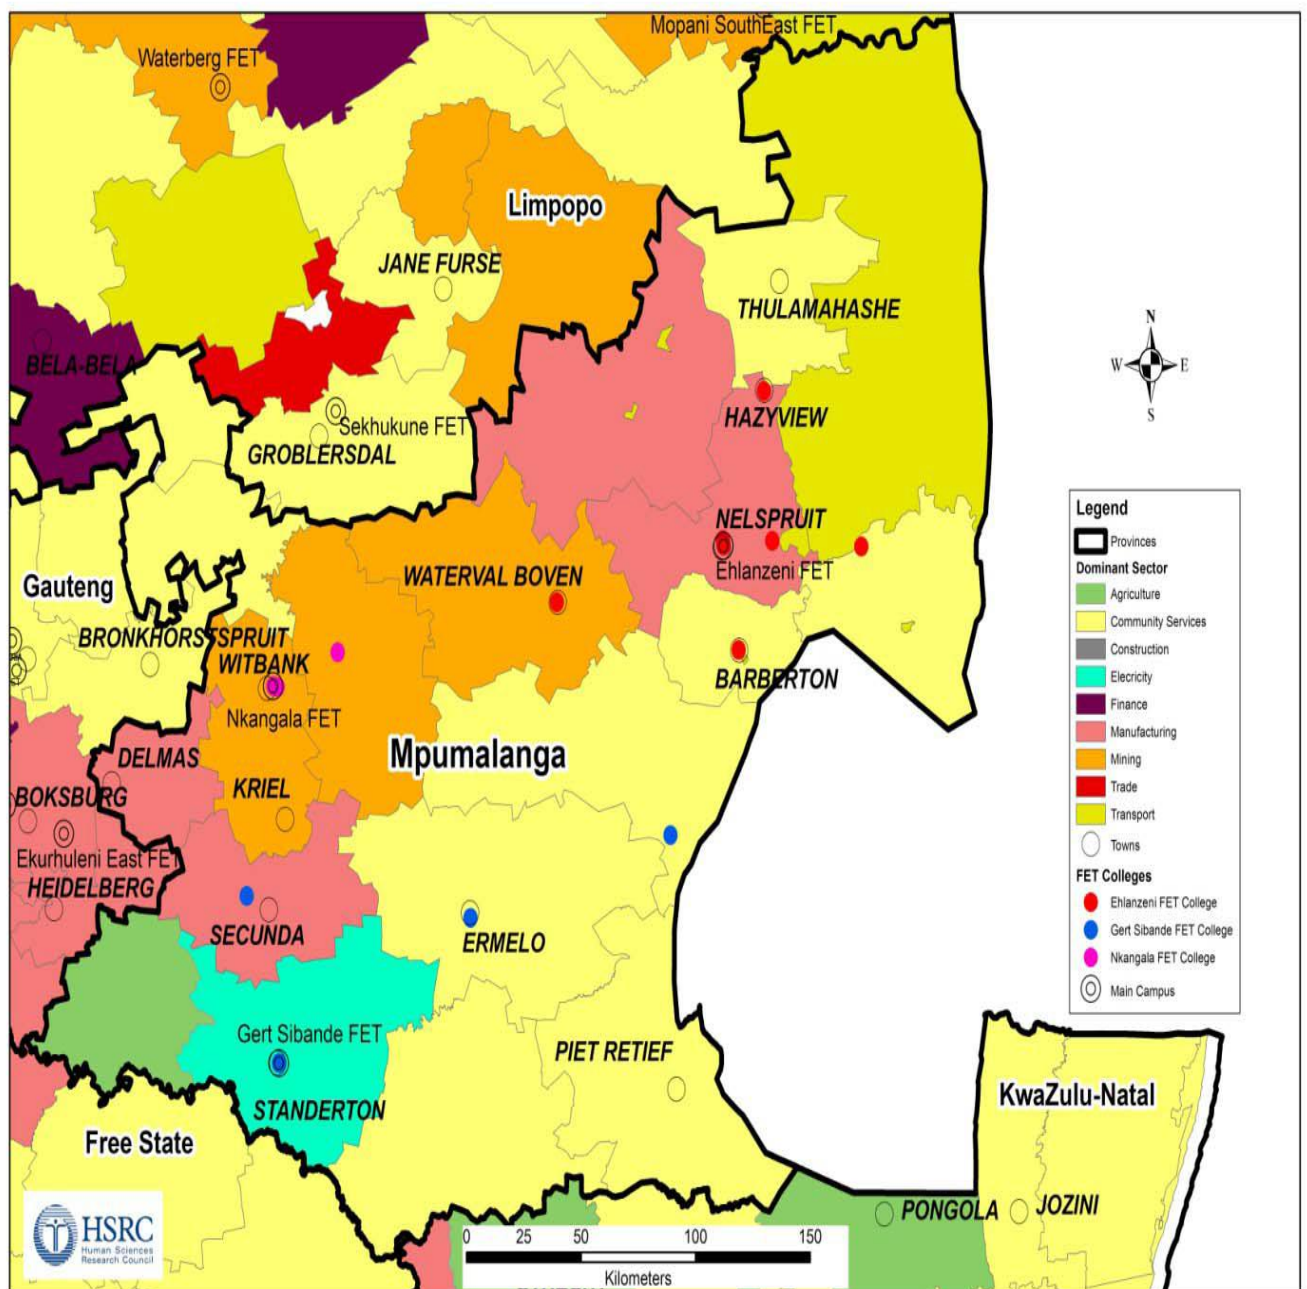 Mopani SouthEast FET
Waterberg FET
Limpopo
JANE FURSE
THULAMAHASHE
BELA-BELA
HAZYVIEW
Sekhukune FET
GROBLERSDAL
NELSPRUIT
Ehlanzeni FET
WATERVAL BOVEN
Gauteng
BRONKHORSTSPRUIT
WITBANK
BARBERTON
Nkangala FET
Mpumalanga
DELMAS
KRIEL
BOKSBURG
Ekurhuleni East FET
HEIDELBERG
SECUNDA
ERMELO
Gert Sibande FET
PIET RETIEF
STANDERTON
KwaZulu-Natal
Free State
PONGOLA
JOZINI
N
W E
S
Legend
Provinces
Dominant Sector
Agriculture
Community Services
Construction
Elecricity
Finance
Manufacturing
Mining
Trade
Transport
Towns
FET Colleges
Ehlanzeni FET College
Gert Sibande FET College
Nkangala FET College
Main Campus
HSRC
Human Sciences
Research Council
0 25 50 100 150
Kilometers